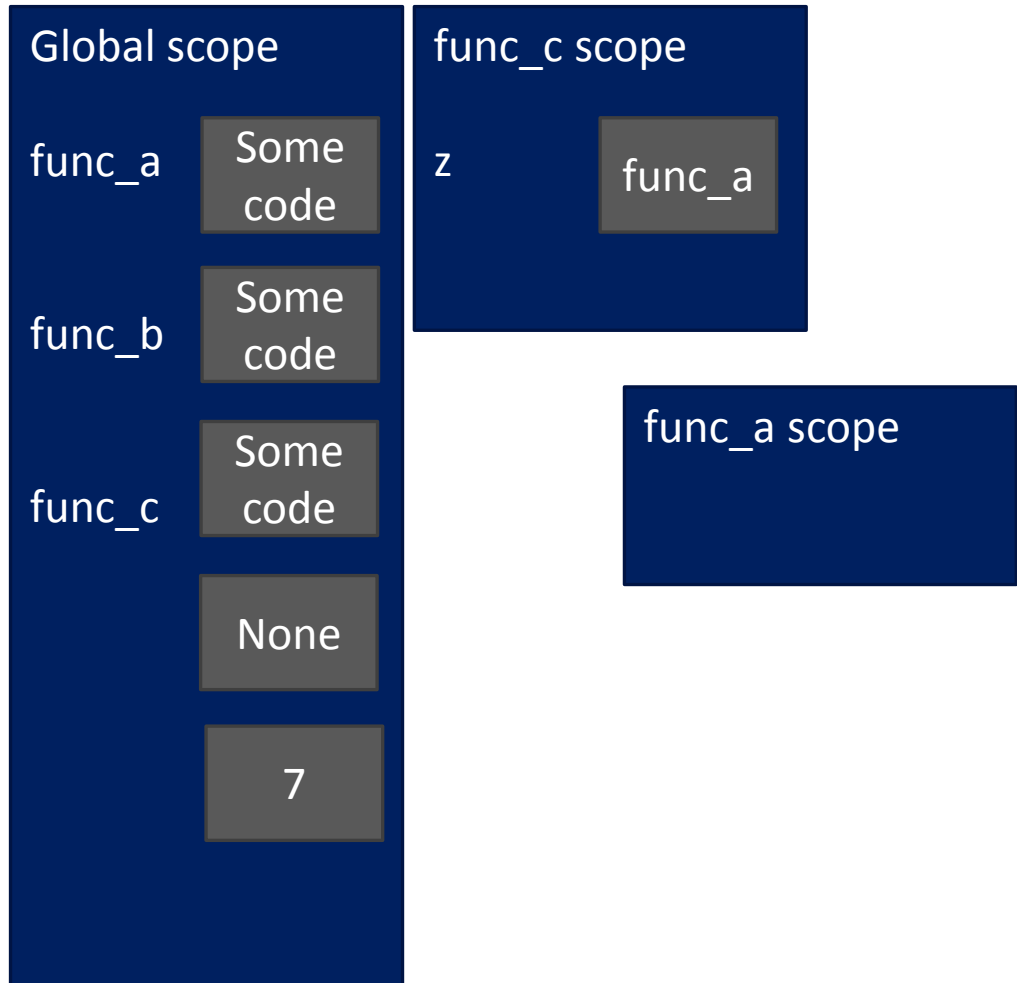 Global scope
func_a
Some
code
func_b
Some
code
func_c
Some
code
None
7
func_c scope
z
func_a
func_a scope